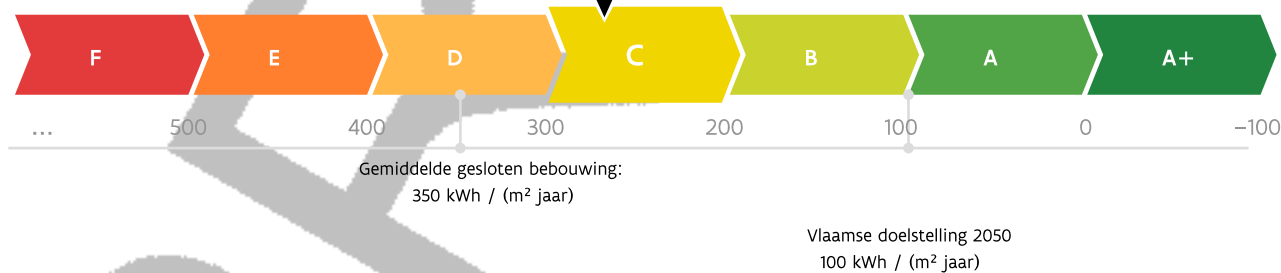 F E D C B A A+
... 500 400 300 200 100 0 –100
Gemiddelde gesloten bebouwing:
350 kWh / (m² jaar)
Vlaamse doelstelling 2050
100 kWh / (m² jaar)